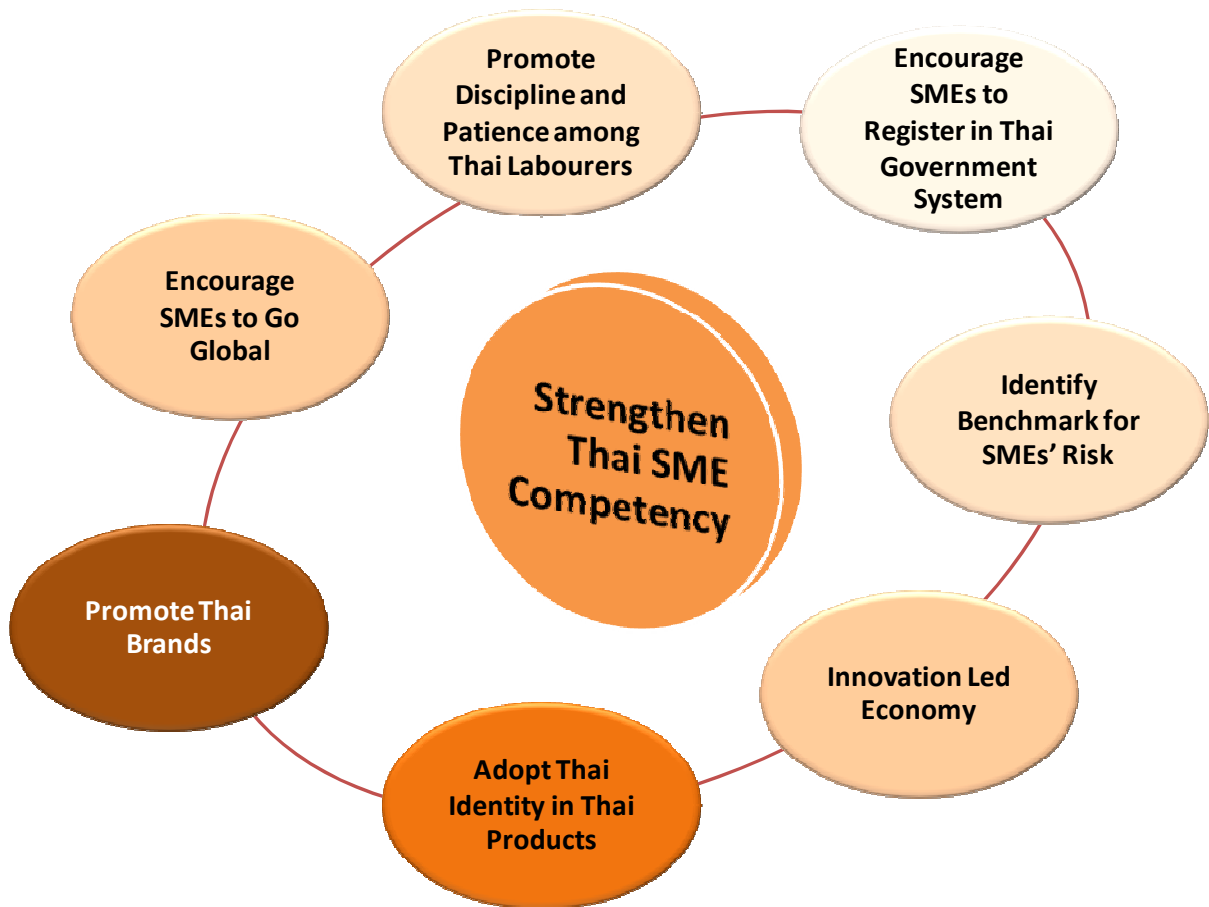 Promote
Discipline and
Patience among
Thai Labourers
Encourage
SMEs to
Register in Thai
Government
System
Encourage
SMEs to Go
Global
Identify
Benchmark for
SMEs’ Risk
Strengthen
Thai SME
Competency
Promote Thai
Brands
Innovation Led
Economy
Adopt Thai
Identity in Thai
Products